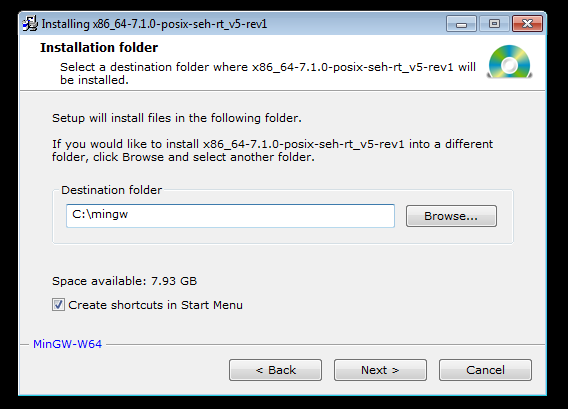 Installing x86_64-7.1.0-posix-seh-rt_v5-rev1
Installation folder
Select a destination folder where x86_64-7.1.0-posix-seh-rt_v5-rev1 will
be installed.
Setup will install files in the following folder.
If you would like to install x86_64-7.1.0-posix-seh-rt_v5-rev1 into a different
folder, click Browse and select another folder.
Destination folder
C:\mingw
Browse...
Space available: 7.93 GB
Create shortcuts in Start Menu
MinGW-W64
< Back
Next >
Cancel